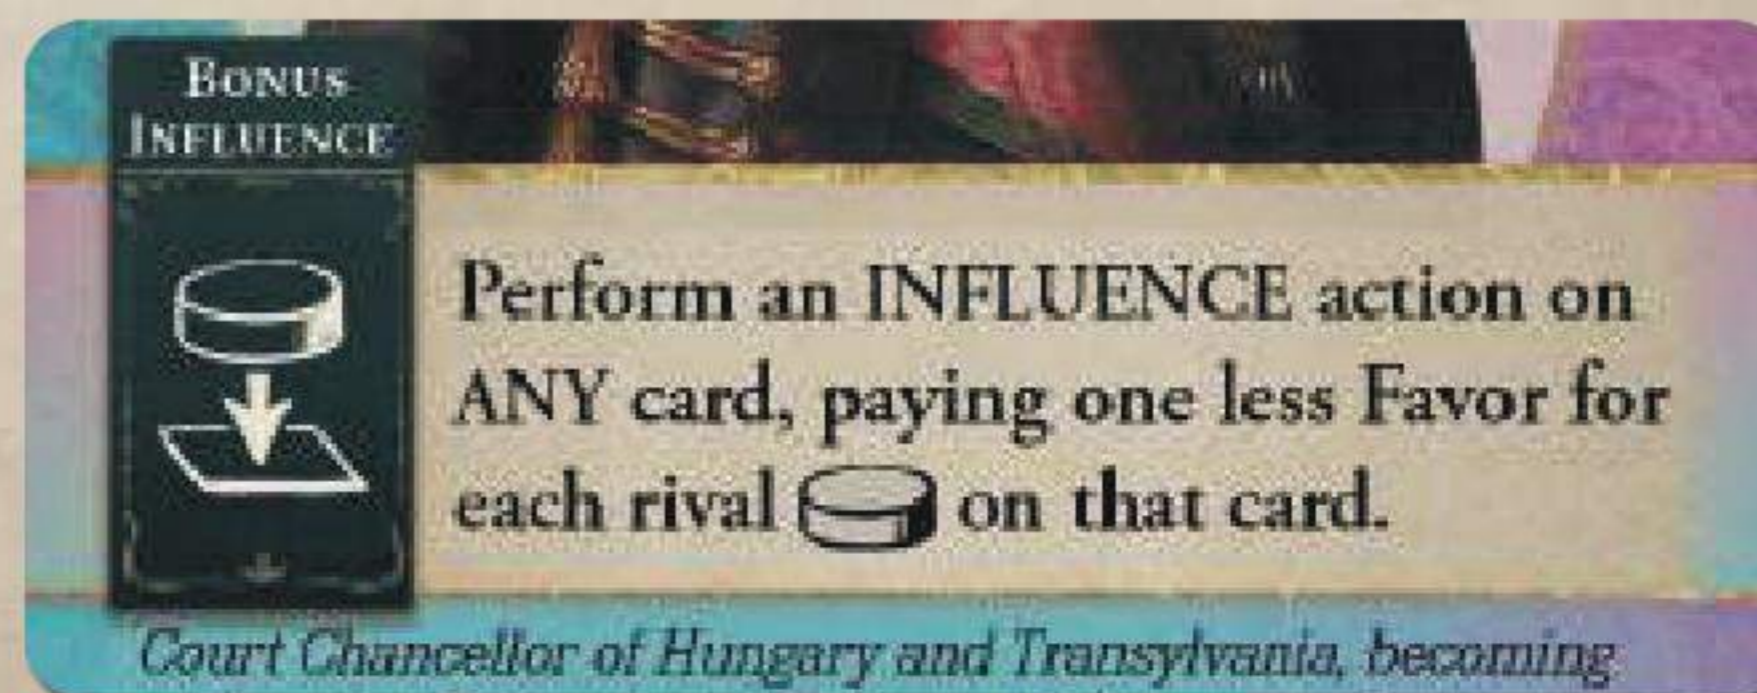 BONUS
INFLUENCE
Perform an INFLUENCE action on
ANY card, paying one less Favor for
each rival on that card.
Court Chancellor of Hungary and Transylvania, becoming